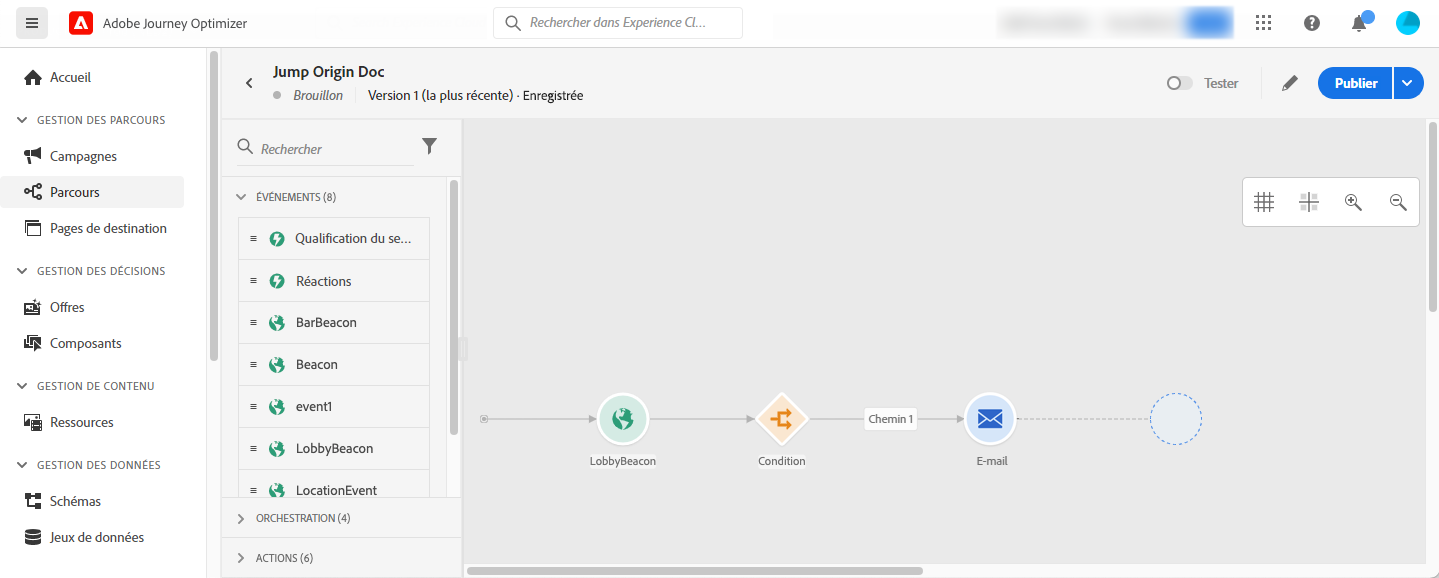 Adobe Journey Optimizer
Rechercher dans Experience Cl...
Accueil
GESTION DES PARCOURS
Campagnes
Parcours
Pages de destination
GESTION DES DÉCISIONS
Offres
Composants
GESTION DE CONTENU
Ressources
GESTION DES DONNÉES
Schémas
Jeux de données
Jump Origin Doc
Brouillon
Version 1 (la plus récente) · Enregistrée
Tester
Publier
Rechercher
ÉVÉNEMENTS (8)
Qualification du se...
Réactions
BarBeacon
Beacon
event1
LobbyBeacon
LocationEvent
ORCHESTRATION (4)
ACTIONS (6)
Chemin 1
LobbyBeacon
Condition
E-mail